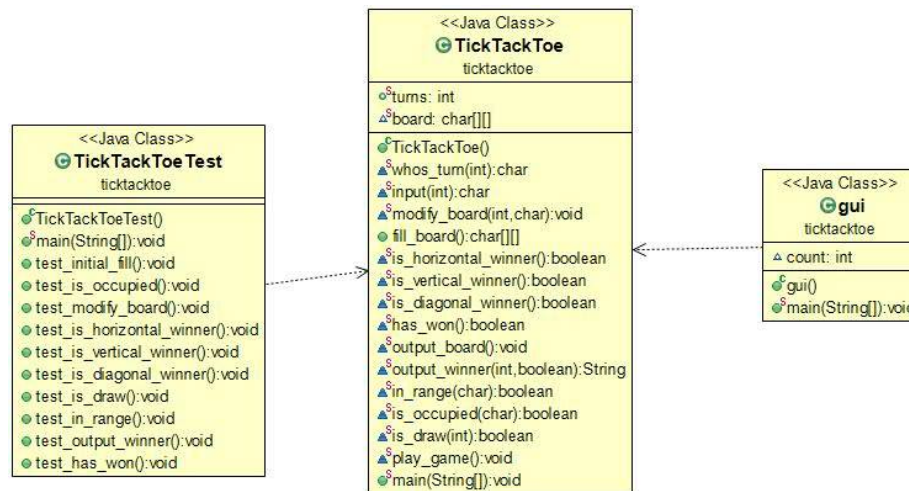 <<Java Class>>
TickTackToeTest
ticktacktoe
TickTackToeTest()
main(String[]):void
test_initial_fill():void
test_is_occupied():void
test_modify_board():void
test_is_horizontal_winner():void
test_is_vertical_winner():void
test_is_diagonal_winner():void
test_is_draw():void
test_in_range():void
test_output_winner():void
test_has_won():void
<<Java Class>>
TickTackToe
ticktacktoe
turns: int
board: char[][]
TickTackToe()
whos_turn(int):char
input(int):char
modify_board(int,char):void
fill_board():char[][]
is_horizontal_winner():boolean
is_vertical_winner():boolean
is_diagonal_winner():boolean
has_won():boolean
output_board():void
output_winner(int,boolean):String
in_range(char):boolean
is_occupied(char):boolean
is_draw(int):boolean
play_game():void
main(String[]):void
<<Java Class>>
gui
ticktacktoe
count: int
gui()
main(String[]):void